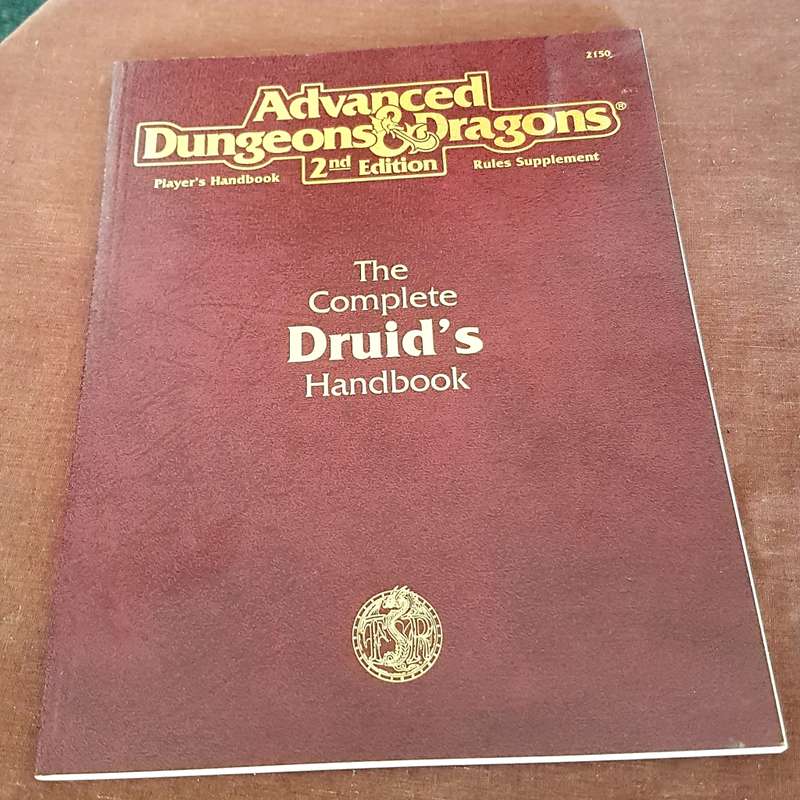 2150
Advanced
Dungeons & Dragons®
2nd Edition
Player's Handbook
Rules Supplement
The
Complete
Druid's
Handbook
TSR